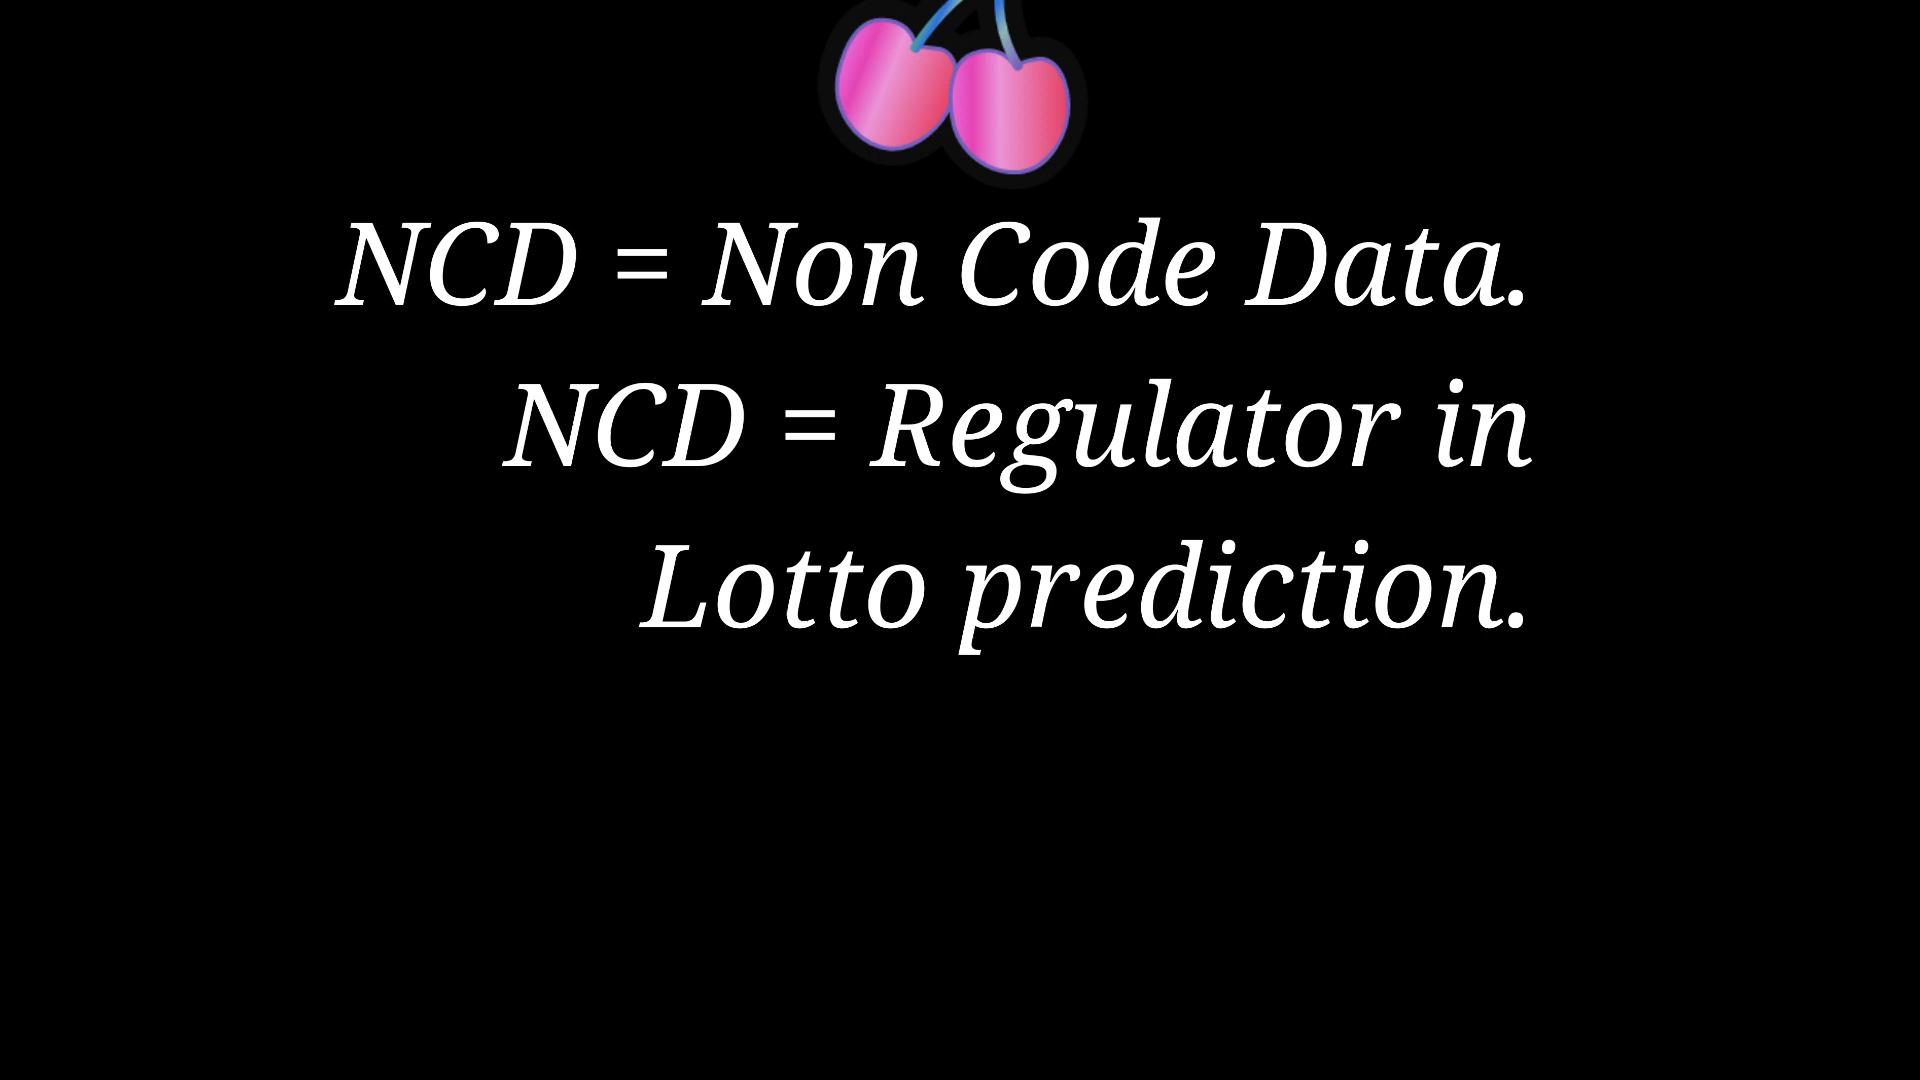 NCD = Non Code Data.
NCD = Regulator in
Lotto prediction.